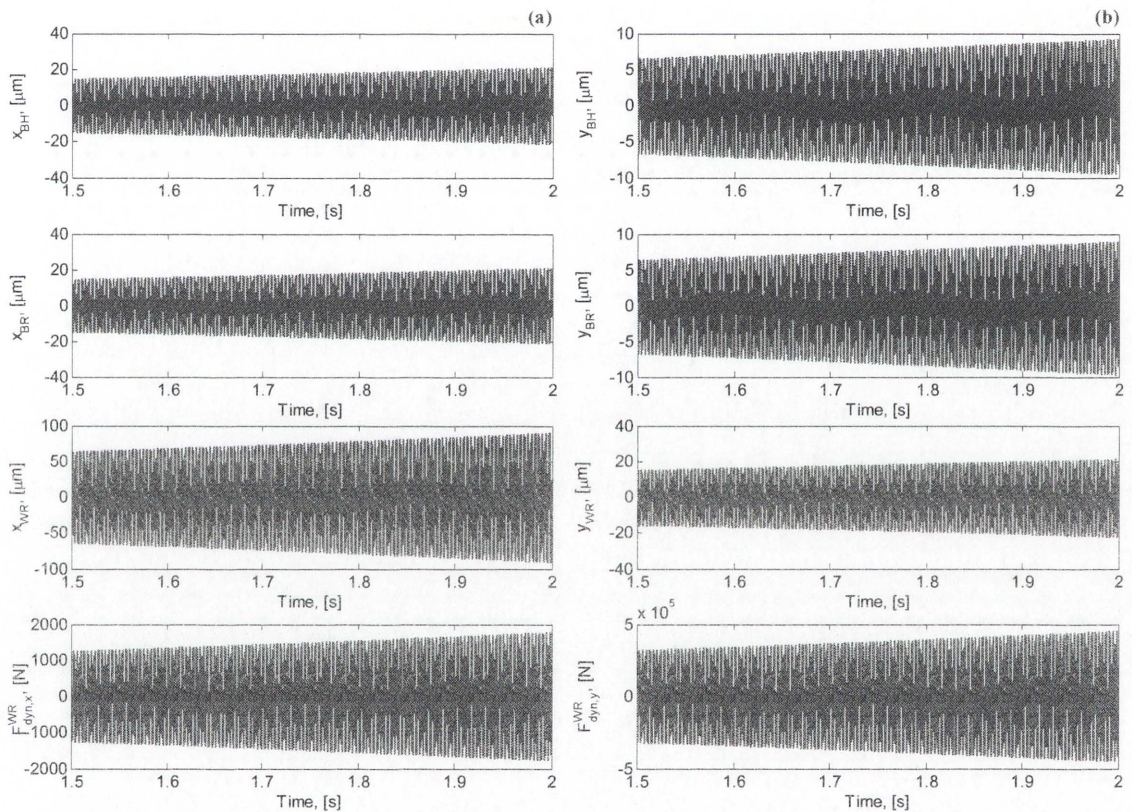 (a)
40
20
0
-20
-40
x_BH, [μm]
1.5 1.6 1.7 1.8 1.9 2
Time, [s]
40
20
0
-20
-40
x_BR, [μm]
1.5 1.6 1.7 1.8 1.9 2
Time, [s]
100
50
0
-50
-100
x_WR, [μm]
1.5 1.6 1.7 1.8 1.9 2
Time, [s]
2000
1000
0
-1000
-2000
F^WR_dyn,x, [N]
1.5 1.6 1.7 1.8 1.9 2
Time, [s]
(b)
10
5
0
-5
-10
y_BH, [μm]
1.5 1.6 1.7 1.8 1.9 2
Time, [s]
10
5
0
-5
-10
y_BR, [μm]
1.5 1.6 1.7 1.8 1.9 2
Time, [s]
40
20
0
-20
-40
y_WR, [μm]
1.5 1.6 1.7 1.8 1.9 2
Time, [s]
x 10^5
5
0
-5
F^WR_dyn,y, [N]
1.5 1.6 1.7 1.8 1.9 2
Time, [s]